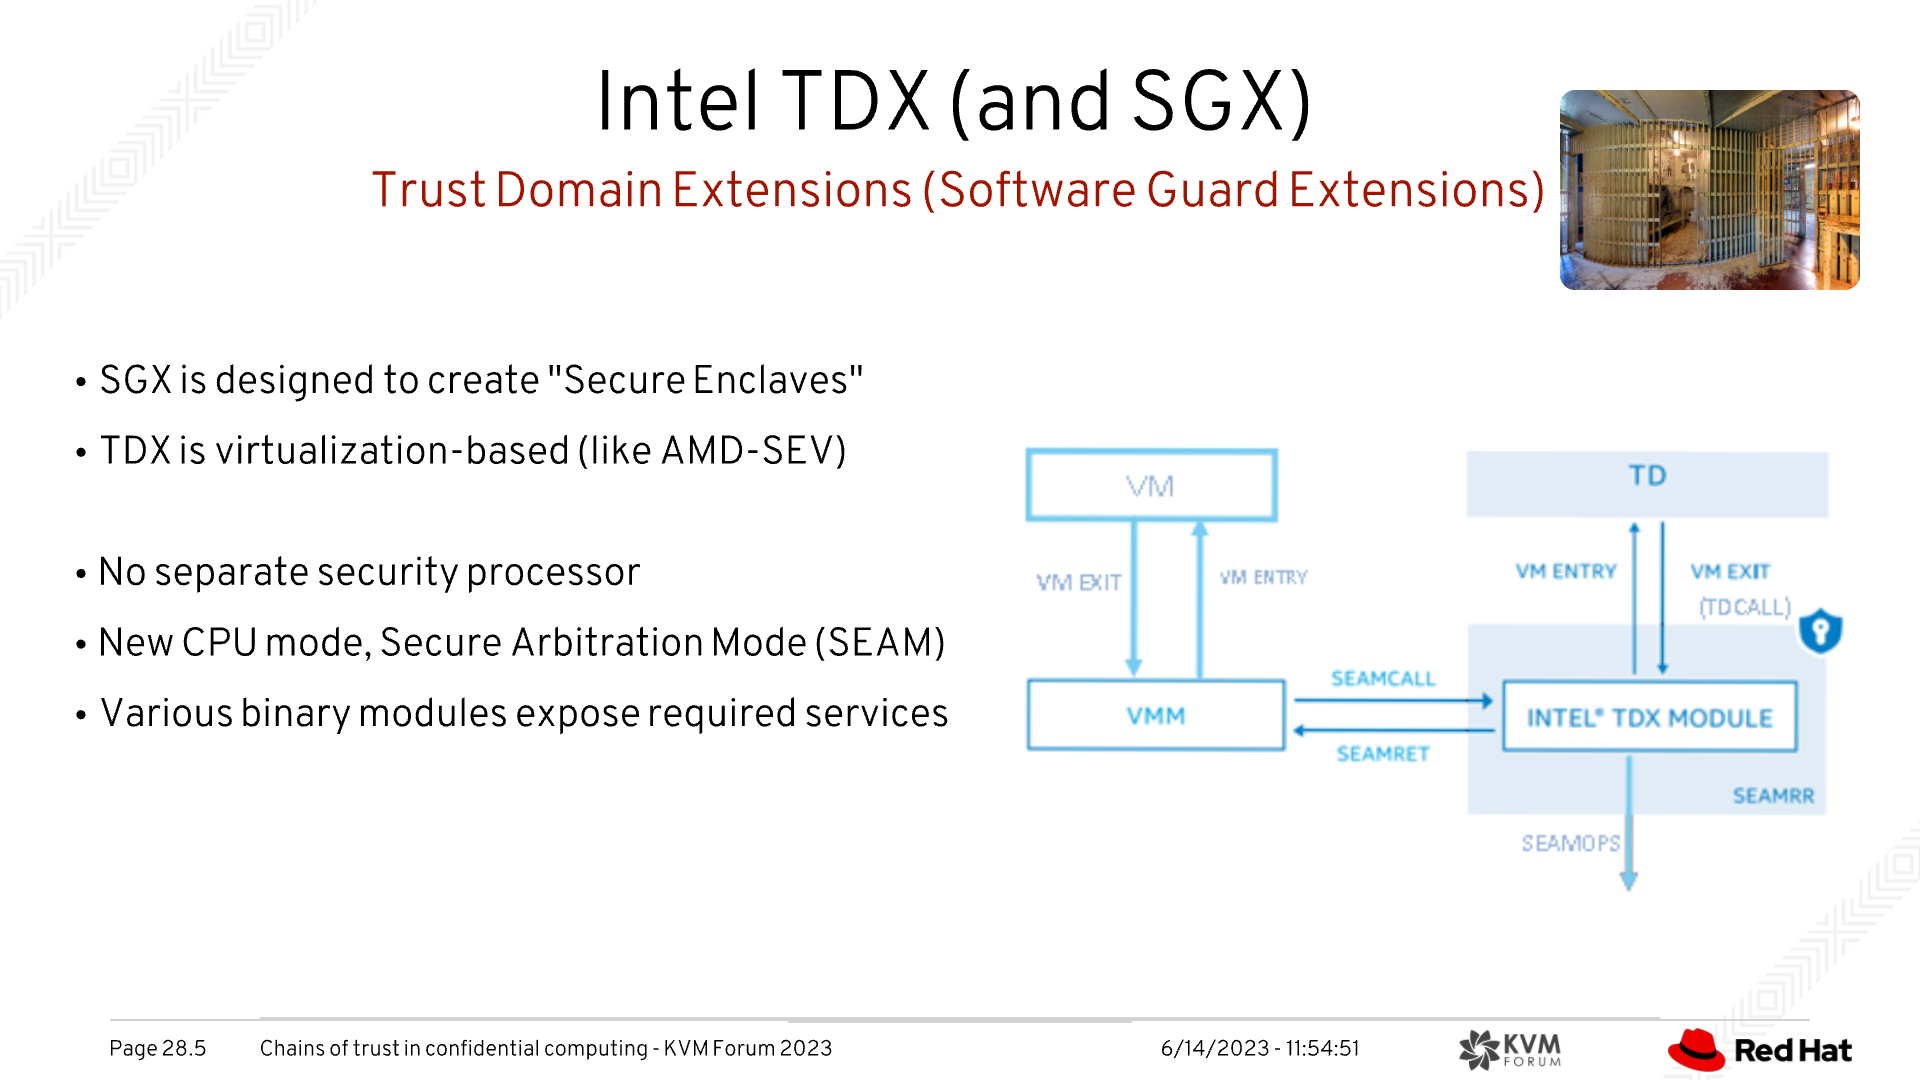 Intel TDX (and SGX)
Trust Domain Extensions (Software Guard Extensions)
• SGX is designed to create "Secure Enclaves"
• TDX is virtualization-based (like AMD-SEV)
• No separate security processor
• New CPU mode, Secure Arbitration Mode (SEAM)
• Various binary modules expose required services
VM
TD
VM EXIT
VM ENTRY
VM ENTRY
VM EXIT
(TDCALL)
SEAMCALL
VMM
INTEL® TDX MODULE
SEAMRET
SEAMRR
SEAMOPS
Page 28.5
Chains of trust in confidential computing - KVM Forum 2023
6/14/2023 - 11:54:51
KVM
FORUM
Red Hat